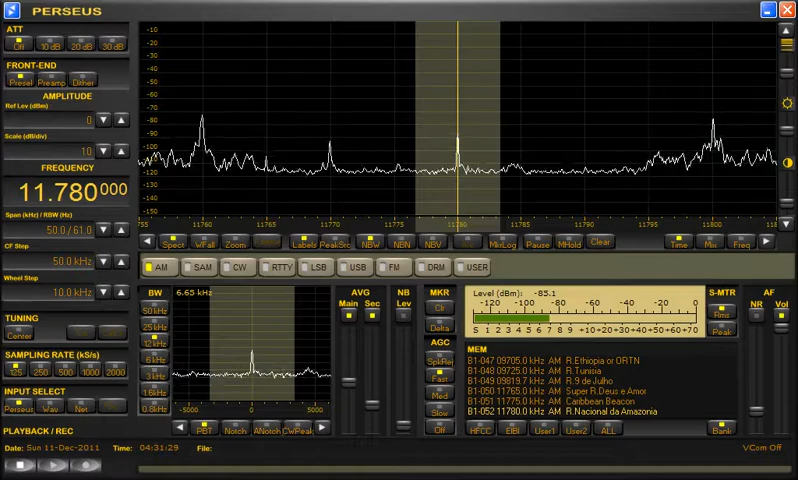 PERSEUS
ATT
Off 10 dB 20 dB 30 dB
FRONT-END
Presel Preamp Dither
AMPLITUDE
Ref Lev (dBm)
0
Scale (dB/div)
10
FREQUENCY
11.780000
Span (kHz) / RBW (Hz)
50.0/61.0
CF Step
50.0 kHz
Wheel Step
10.0 kHz
TUNING
Center
SAMPLING RATE (kS/s)
125 250 500 1000 2000
INPUT SELECT
Perseus Wav Net
PLAYBACK / REC
-10
-20
-30
-40
-50
-60
-70
-80
-90
-100
-110
-120
-130
-140
-150
755 11760 11765 11770 11775 11780 11785 11790 11795 11800 1180
Spect WFall Zoom Labels PeakSrc NBW NBN NBV MkrLog Pause MHold Clear Time Min Freq
AM SAM CW RTTY LSB USB FM DRM USER
BW
50 kHz
25 kHz
12 kHz
6 kHz
3 kHz
1.6kHz
0.8kHz
6.65 kHz
-5000 0 5000
PBT Notch ANotch CWPeak
AVG
Main Sec
NB
Lev
MKR
Clr
Delta
AGC
SpkRej
Fast
Med
Slow
Off
Level (dBm): -85.1
-120 -100 -80 -60 -40 -20 0
S 1 2 3 4 5 6 7 8 9 +10 +20 +30 +40 +50 +60 +70
S-MTR
Rms
Peak
AF
NR Vol
MEM
B1-047 09705.0 kHz AM R.Ethiopia or ORTN
B1-048 09725.0 kHz AM R.Tunisia
B1-049 09819.7 kHz AM R.9 de Julho
B1-050 11765.0 kHz AM Super R.Deus e Amor
B1-051 11775.0 kHz AM Caribbean Beacon
B1-052 11780.0 kHz AM R.Nacional da Amazonia
HFCC EIBI User1 User2 ALL Bank
Date: Sun 11-Dec-2011 Time: 04:31:29 File: VCom Off